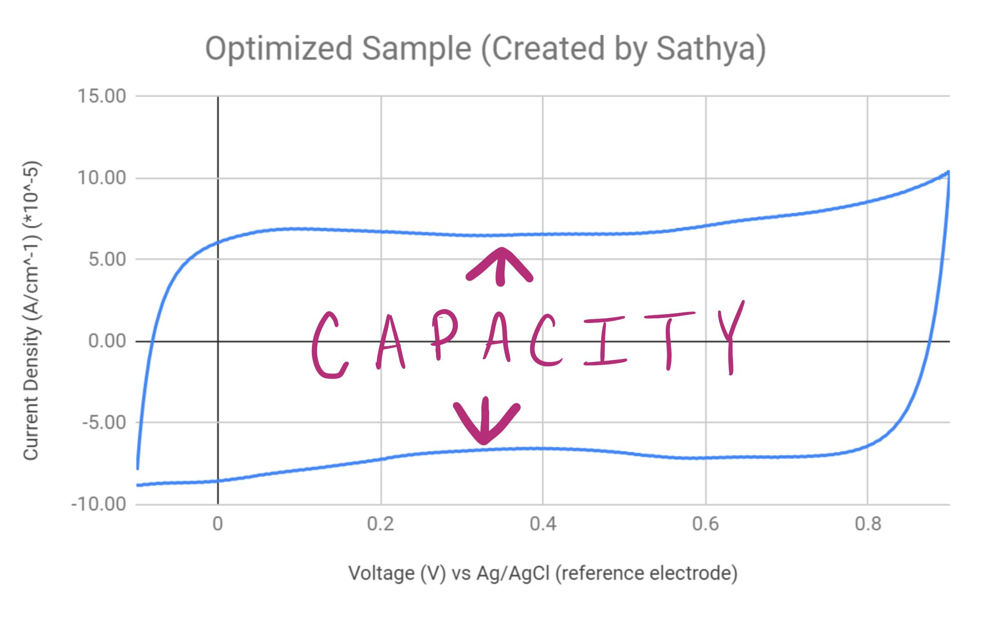 Optimized Sample (Created by Sathya)
15.00
10.00
5.00
0.00
-5.00
-10.00
Current Density (A/cm^-1) (*10^-5)
CAPACITY
0 0.2 0.4 0.6 0.8
Voltage (V) vs Ag/AgCl (reference electrode)